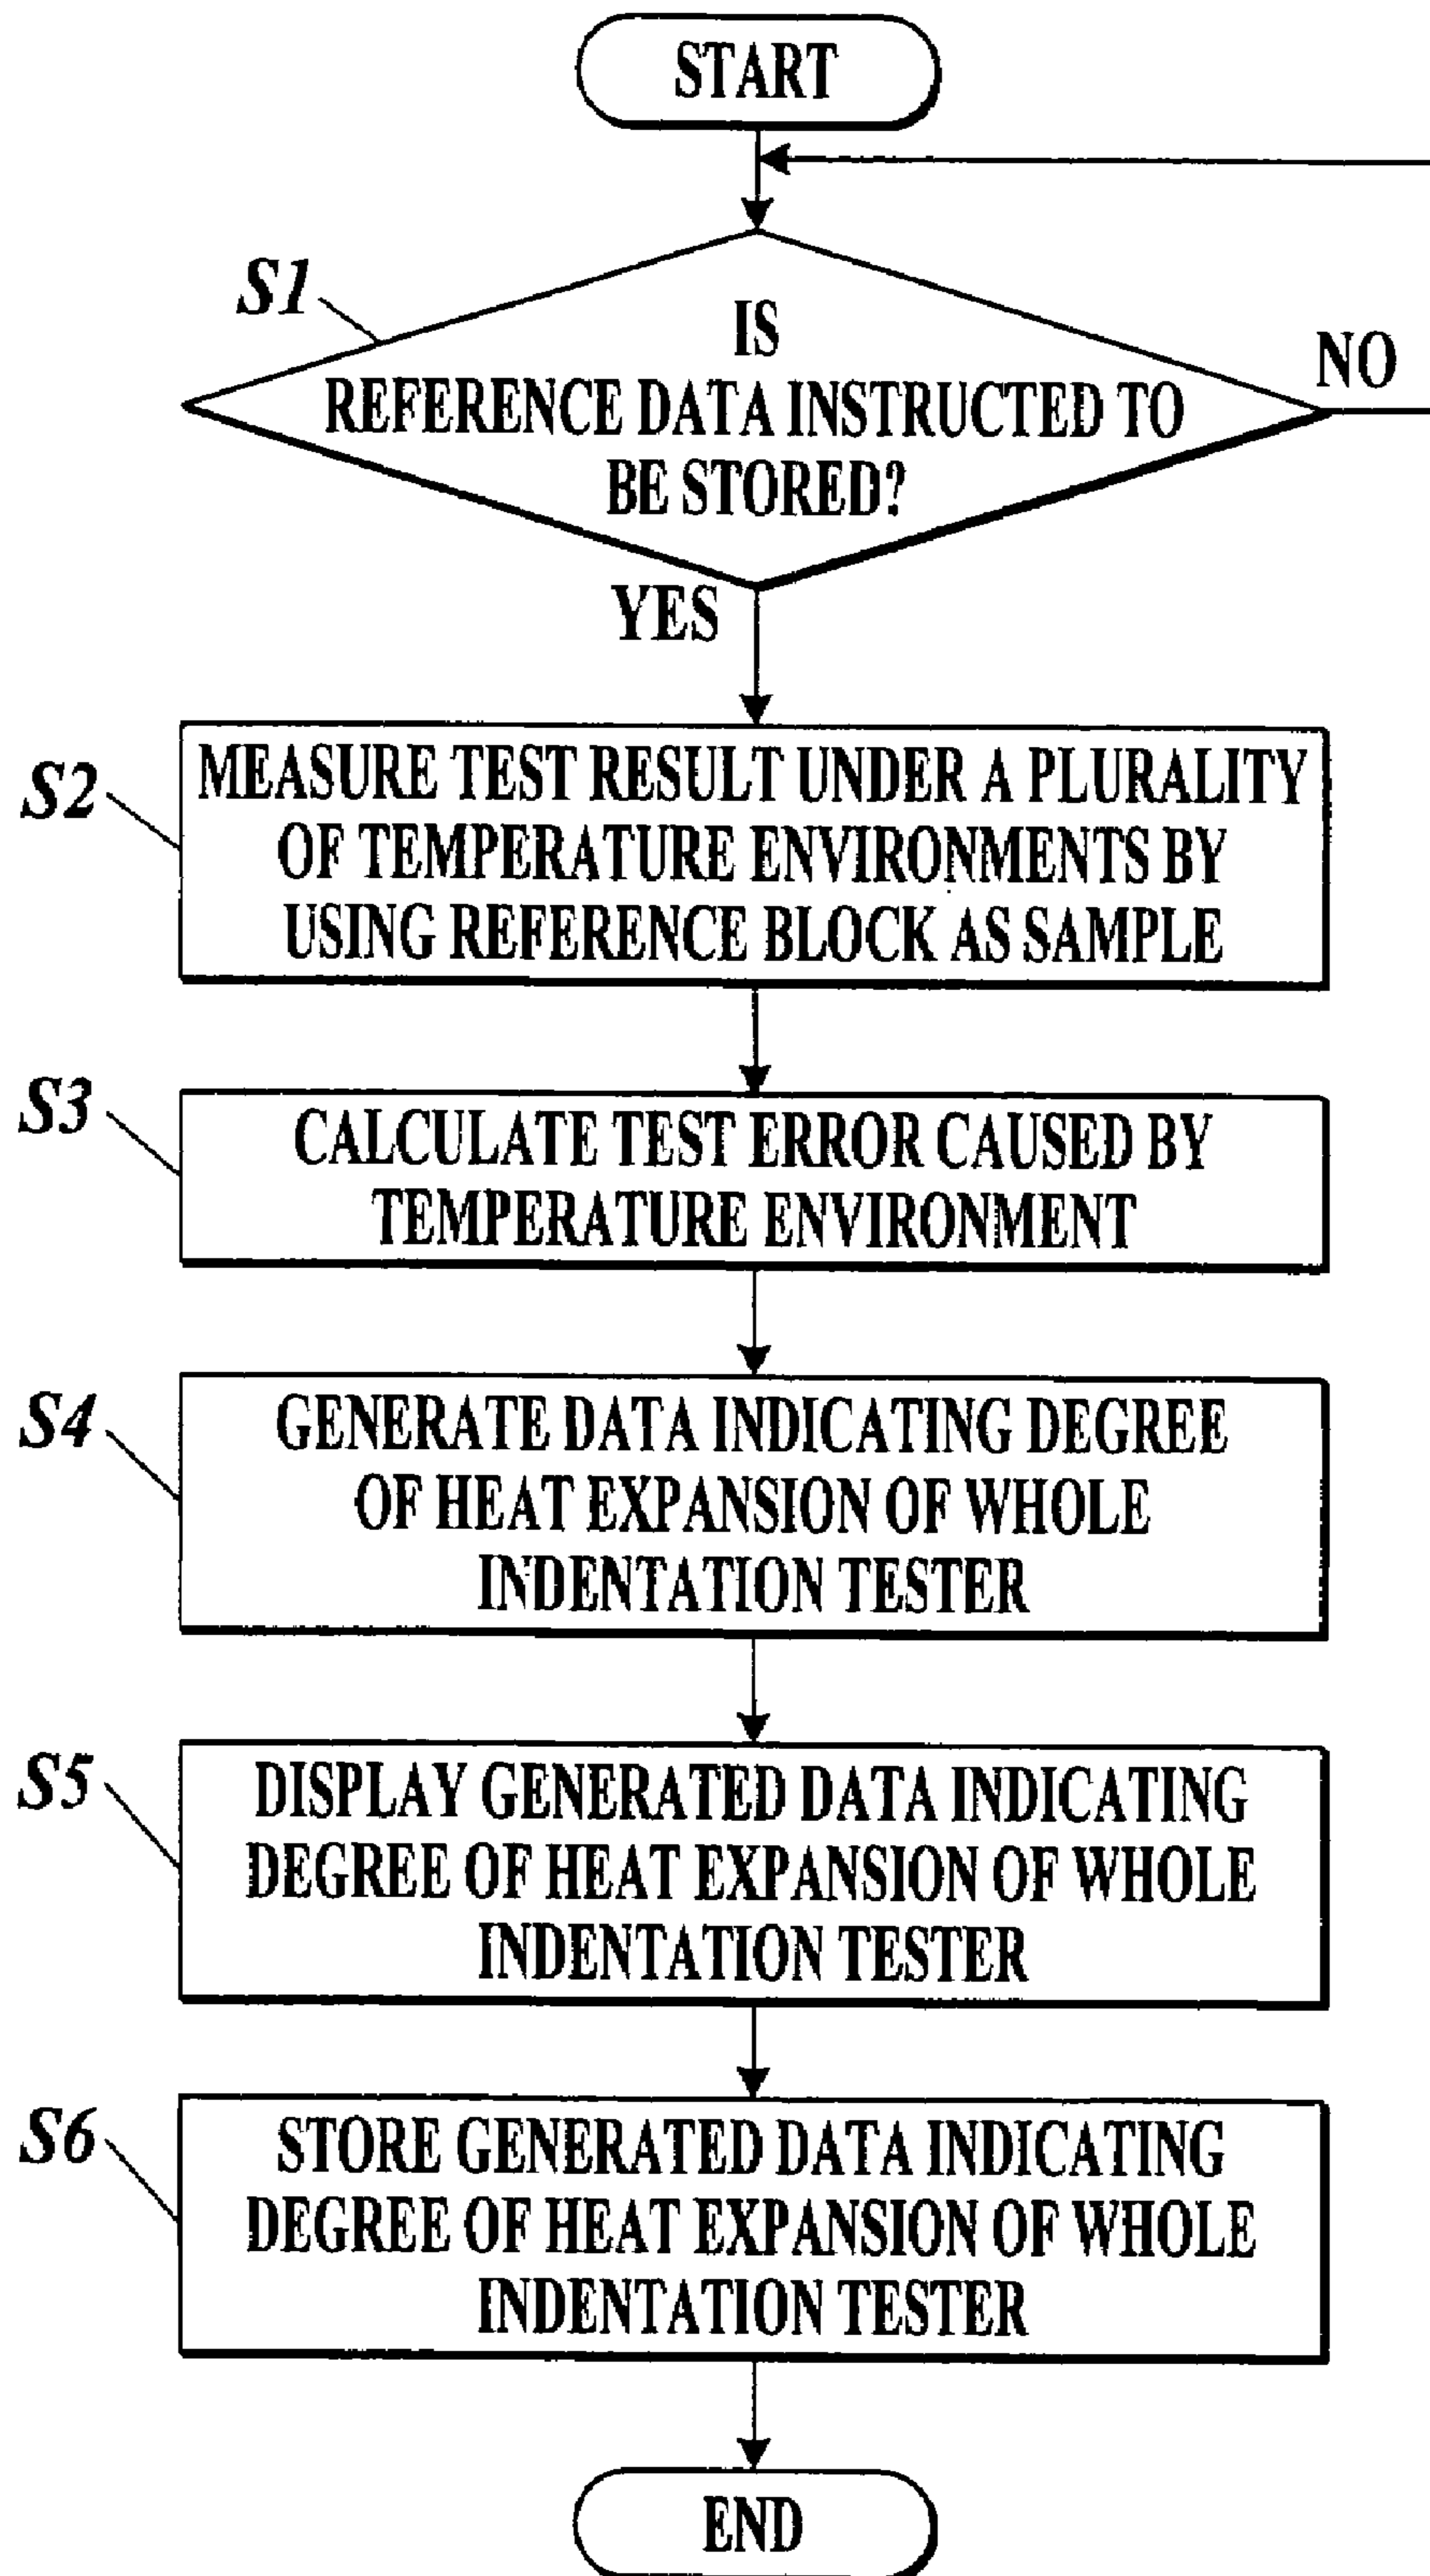 START
S1
IS
REFERENCE DATA INSTRUCTED TO
BE STORED?
NO
YES
S2
MEASURE TEST RESULT UNDER A PLURALITY
OF TEMPERATURE ENVIRONMENTS BY
USING REFERENCE BLOCK AS SAMPLE
S3
CALCULATE TEST ERROR CAUSED BY
TEMPERATURE ENVIRONMENT
S4
GENERATE DATA INDICATING DEGREE
OF HEAT EXPANSION OF WHOLE
INDENTATION TESTER
S5
DISPLAY GENERATED DATA INDICATING
DEGREE OF HEAT EXPANSION OF WHOLE
INDENTATION TESTER
S6
STORE GENERATED DATA INDICATING
DEGREE OF HEAT EXPANSION OF WHOLE
INDENTATION TESTER
END